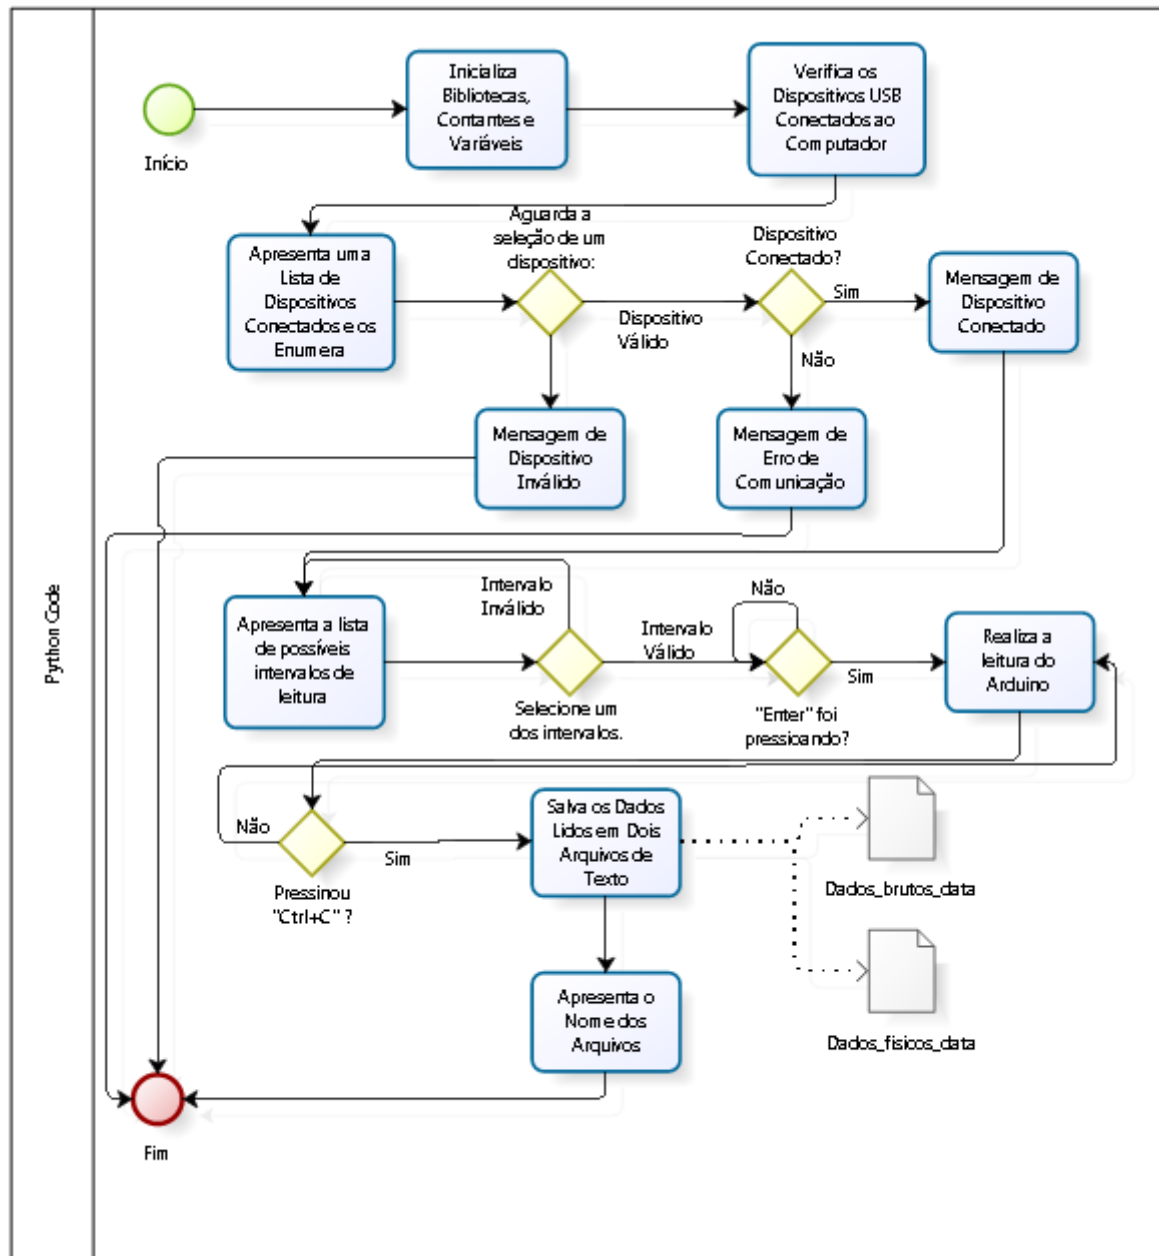 Python Code
Início
Inicializa
Bibliotecas,
Contantes e
Variáveis
Verifica os
Dispositivos USB
Conectados ao
Computador
Apresenta uma
Lista de
Dispositivos
Conectados e os
Enumera
Aguarda a
seleção de um
dispositivo:
Dispositivo
Válido
Dispositivo
Conectado?
Sim
Não
Mensagem de
Dispositivo
Conectado
Mensagem de
Dispositivo
Inválido
Mensagem de
Erro de
Comunicação
Apresenta a lista
de possíveis
intervalos de
leitura
Intervalo
Inválido
Selecione um
dos intervalos.
Intervalo
Válido
Não
Sim
"Enter" foi
pressioando?
Realiza a
leitura do
Arduino
Não
Sim
Pressinou
"Ctrl+C" ?
Salva os Dados
Lidos em Dois
Arquivos de
Texto
Dados_brutos_data
Dados_fisicos_data
Apresenta o
Nome dos
Arquivos
Fim